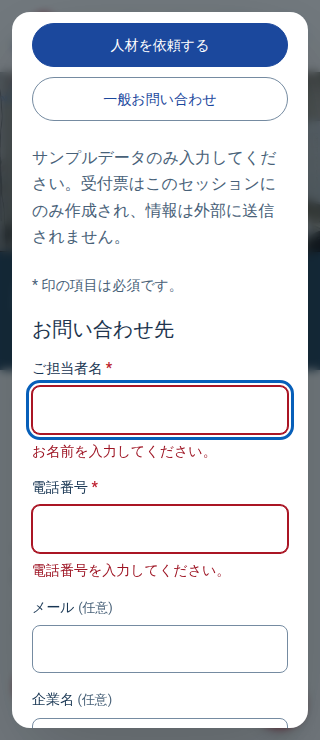 人材を依頼する
一般お問い合わせ
サンプルデータのみ入力してくだ
さい。受付票はこのセッションに
のみ作成され、情報は外部に送信
されません。
* 印の項目は必須です。
お問い合わせ先
ご担当者名 *
お名前を入力してください。
電話番号 *
電話番号を入力してください。
メール (任意)
企業名 (任意)